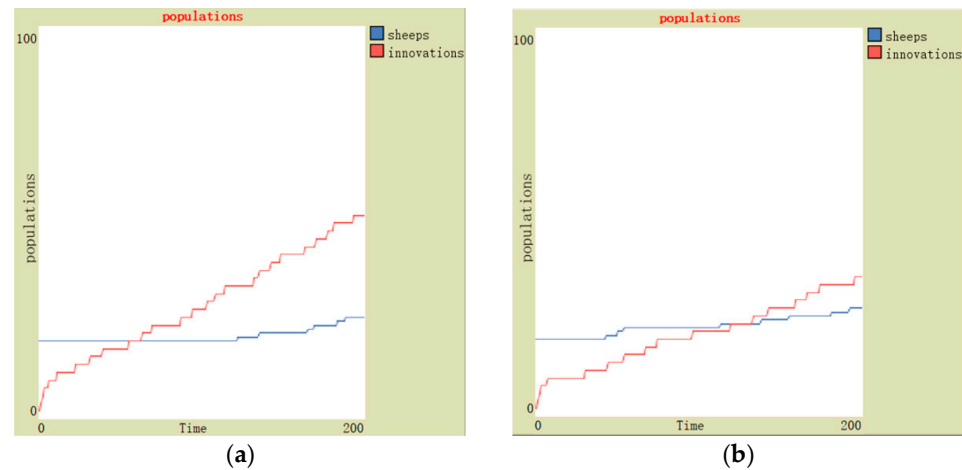 populations
100
sheeps
innovations
populations
0
0
Time
200
(a)
populations
100
sheeps
innovations
populations
0
0
Time
200
(b)